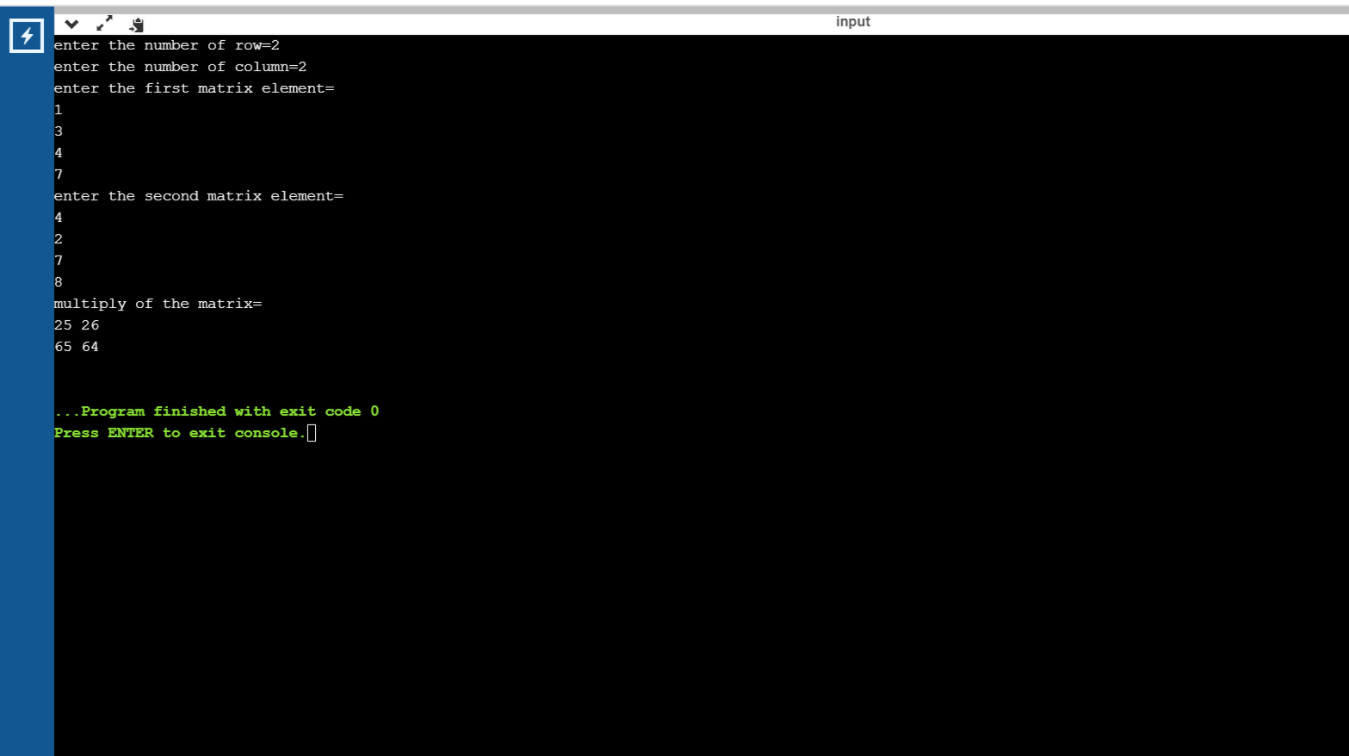 input
enter the number of row=2
enter the number of column=2
enter the first matrix element=
1
3
4
7
enter the second matrix element=
4
2
7
8
multiply of the matrix=
25 26
65 64
...Program finished with exit code 0
Press ENTER to exit console.